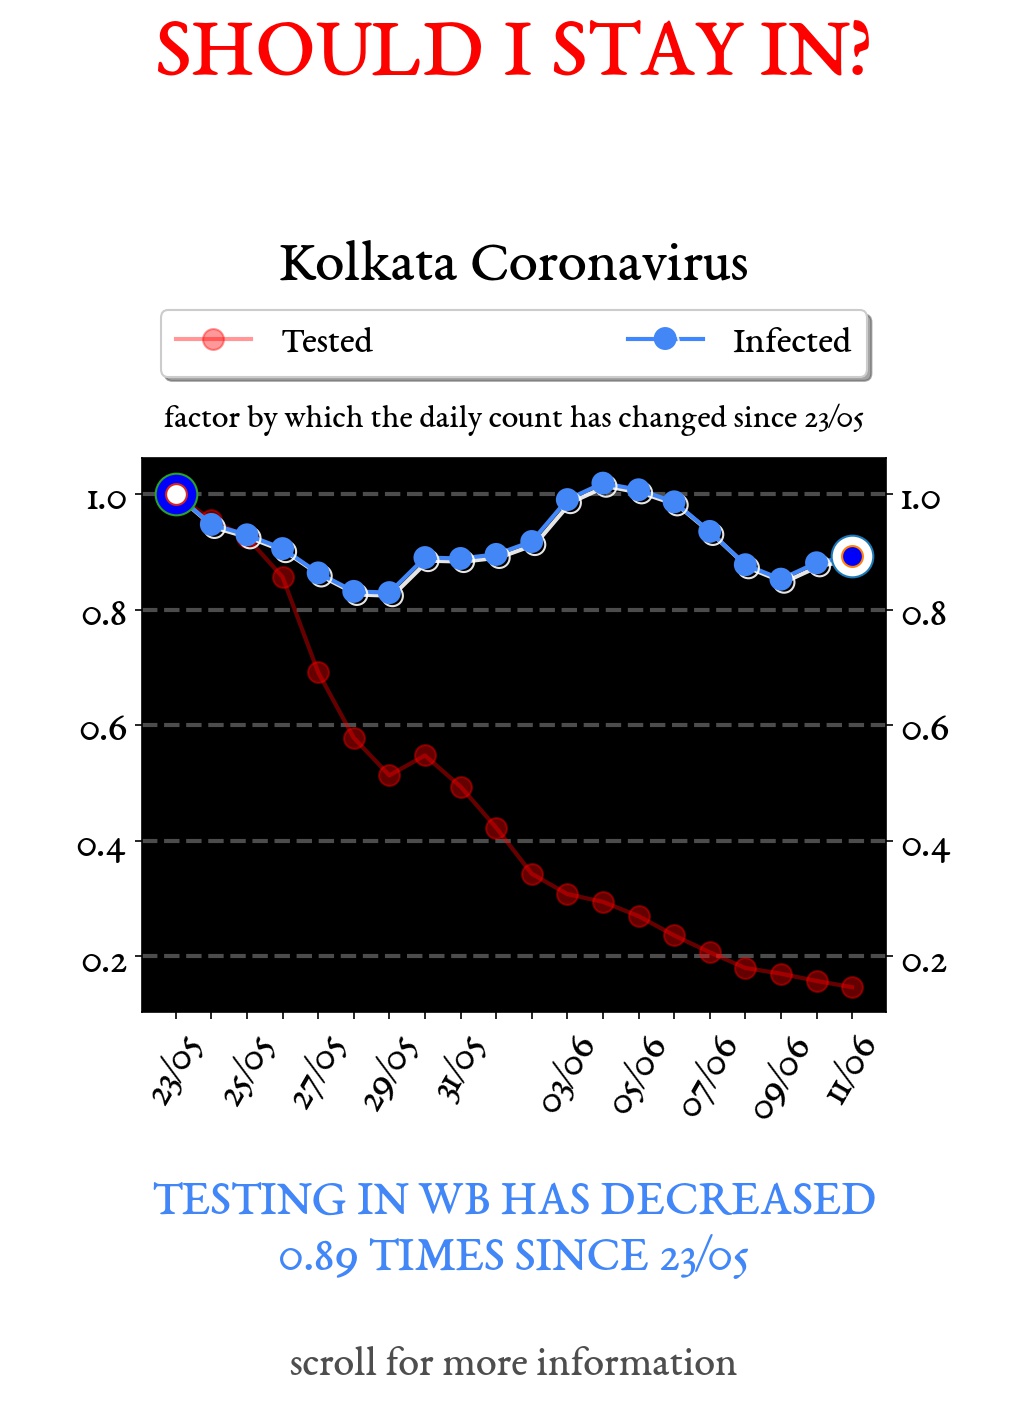 SHOULD I STAY IN?
Kolkata Coronavirus
Tested Infected
factor by which the daily count has changed since 23/05
1.0 1.0
0.8 0.8
0.6 0.6
0.4 0.4
0.2 0.2
23/05 25/05 27/05 29/05 31/05 03/06 05/06 07/06 09/06 11/06
TESTING IN WB HAS DECREASED
0.89 TIMES SINCE 23/05
scroll for more information